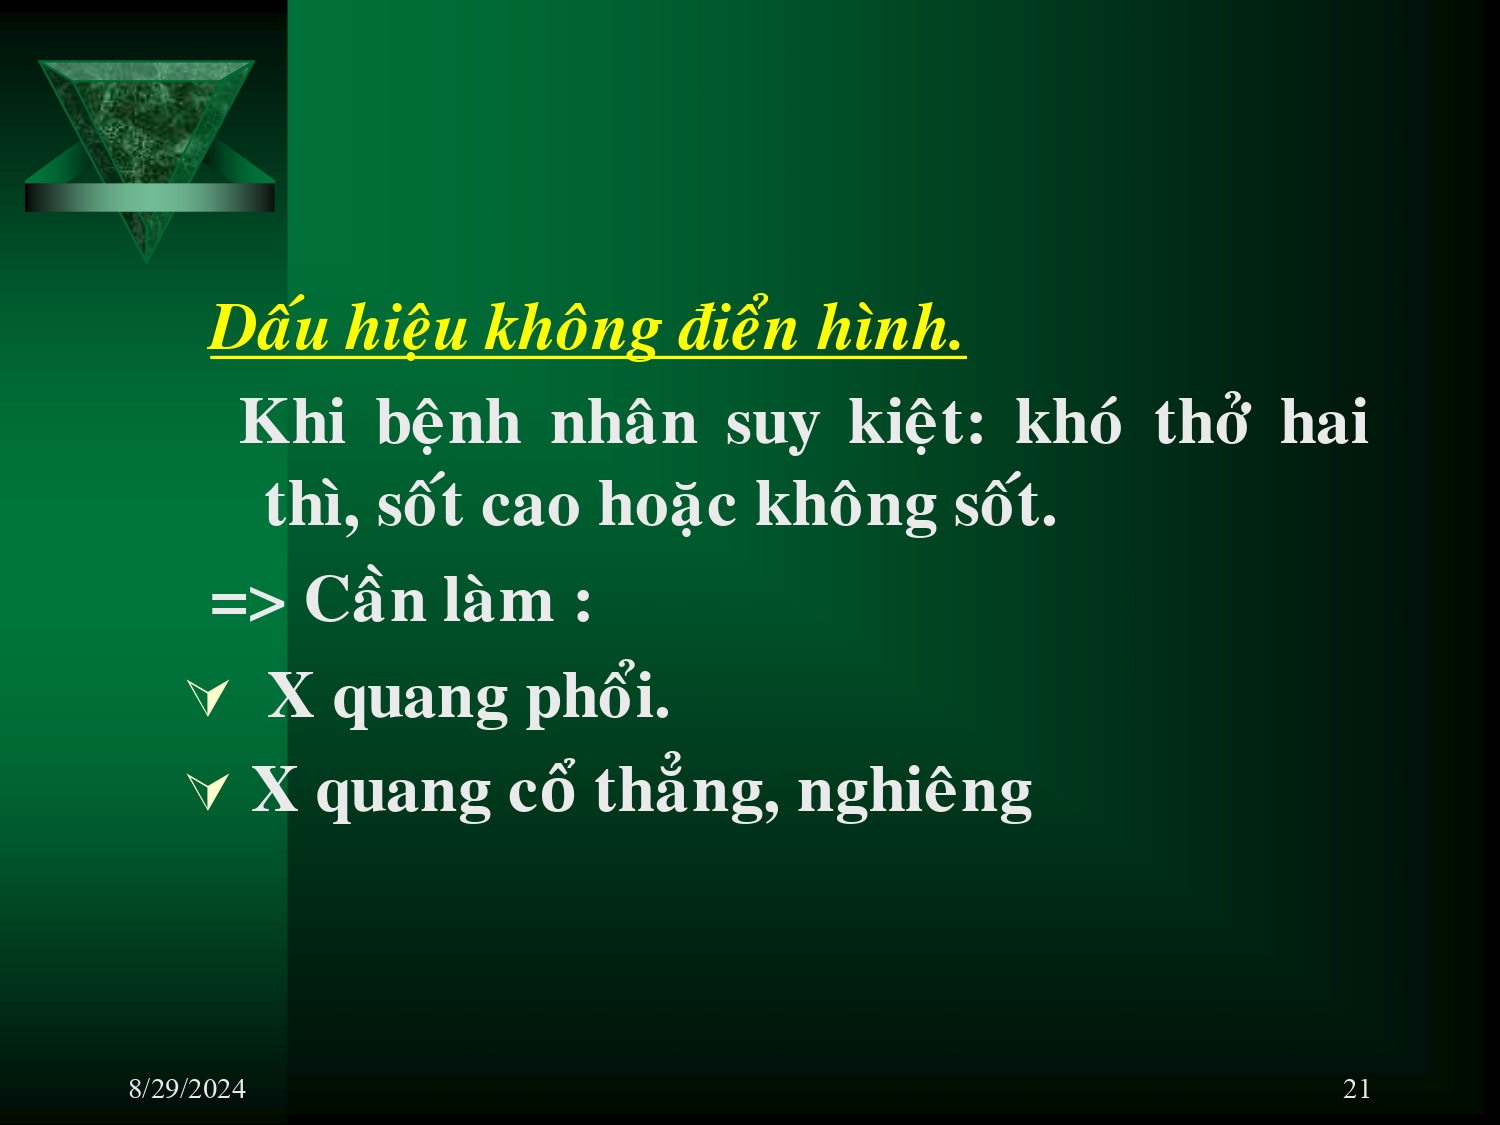 Dấu hiệu không điển hình.
Khi bệnh nhân suy kiệt: khó thở hai
thì, sốt cao hoặc không sốt.
=> Cần làm :
X quang phổi.
X quang cổ thẳng, nghiêng
8/29/2024
21